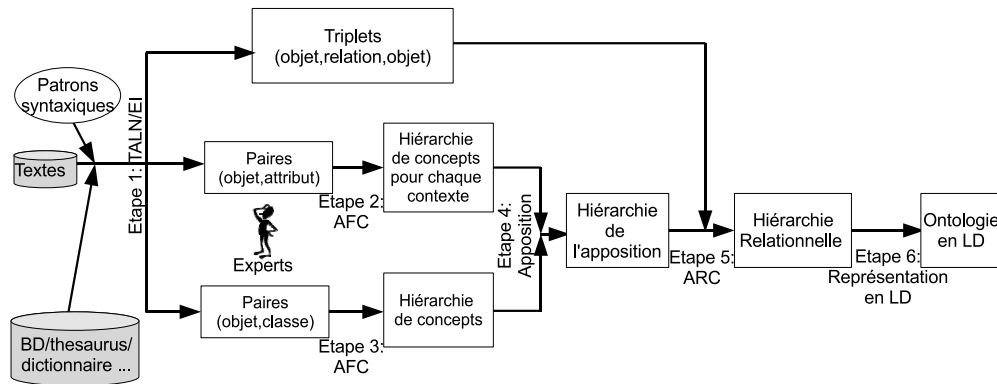 Triplets
(objet,relation,objet)
Patrons
syntaxiques
Etape 1: TALN/EI
Textes
Paires
(objet,attribut)
Etape 2:
AFC
Hiérarchie
de concepts
pour chaque
contexte
Experts
Etape 4:
Apposition
Hiérarchie
de
l'apposition
Etape 5:
ARC
Hiérarchie
Relationnelle
Etape 6:
Représentation
en LD
Ontologie
en LD
Paires
(objet,classe)
Etape 3:
AFC
Hiérarchie
de concepts
BD/thesaurus/
dictionnaire ...